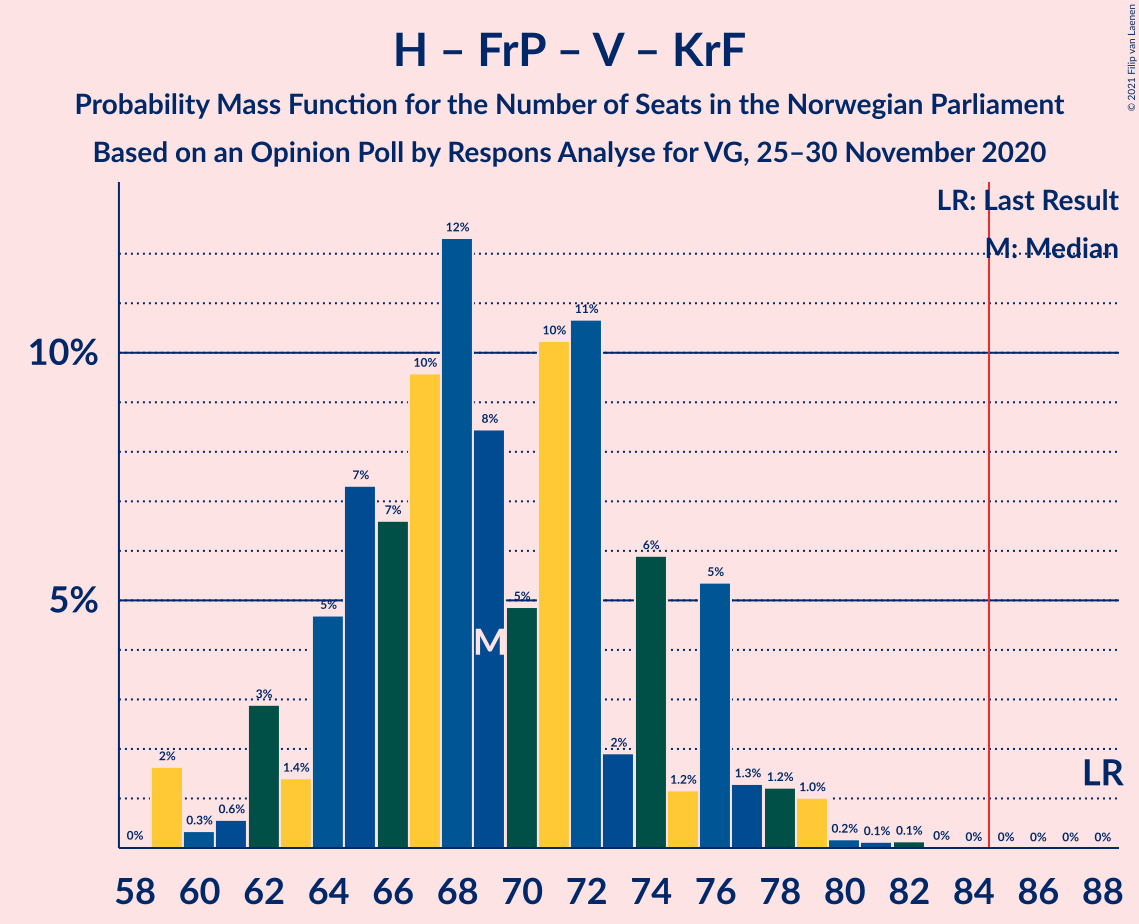 H – FrP – V – KrF
Probability Mass Function for the Number of Seats in the Norwegian Parliament
Based on an Opinion Poll by Respons Analyse for VG, 25–30 November 2020
© 2021 Filip van Laenen
LR: Last Result
M: Median
10%
5%
0% 2% 0.3% 0.6% 3% 1.4% 5% 7% 7% 10% 12% 8% 5% 10% 11% 2% 6% 1.2% 5% 1.3% 1.2% 1.0% 0.2% 0.1% 0.1% 0% 0% 0% 0% 0% 0%
M
LR
58 60 62 64 66 68 70 72 74 76 78 80 82 84 86 88